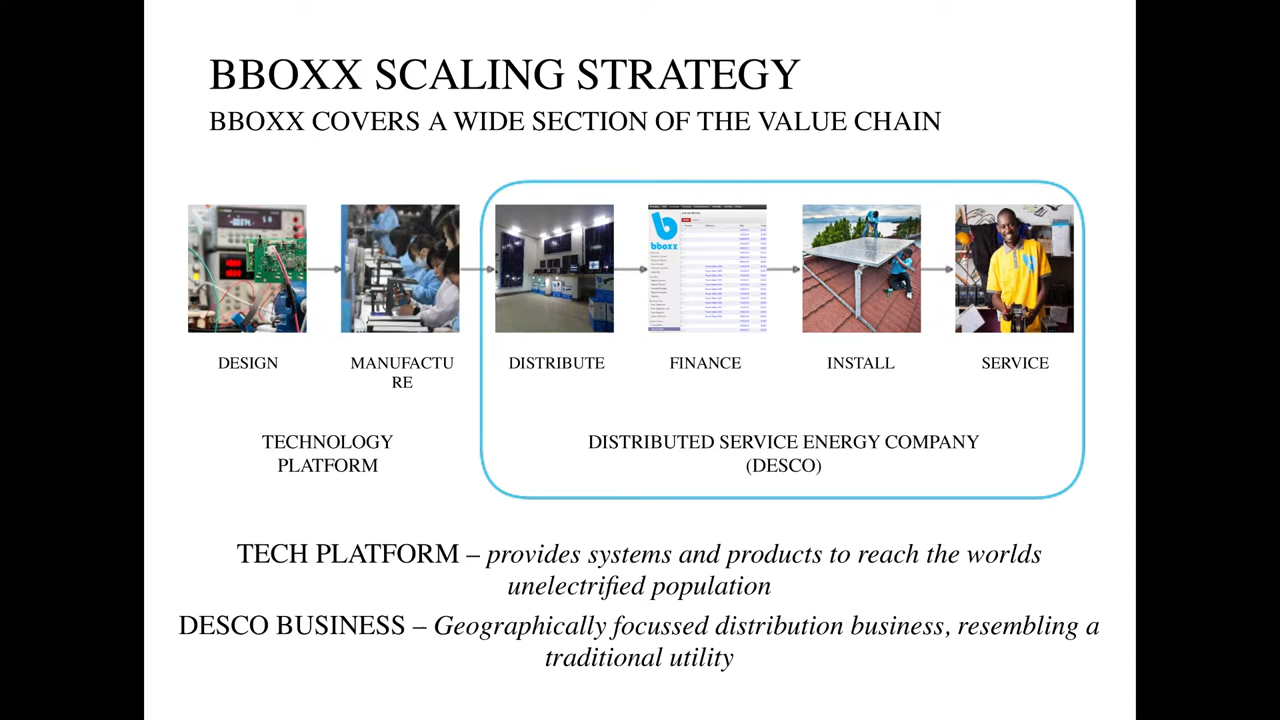 BBOXX SCALING STRATEGY
BBOXX COVERS A WIDE SECTION OF THE VALUE CHAIN
bboxx
DESIGN
MANUFACTU
RE
DISTRIBUTE
FINANCE
INSTALL
SERVICE
TECHNOLOGY
PLATFORM
DISTRIBUTED SERVICE ENERGY COMPANY
(DESCO)
TECH PLATFORM – provides systems and products to reach the worlds
unelectrified population
DESCO BUSINESS – Geographically focussed distribution business, resembling a
traditional utility